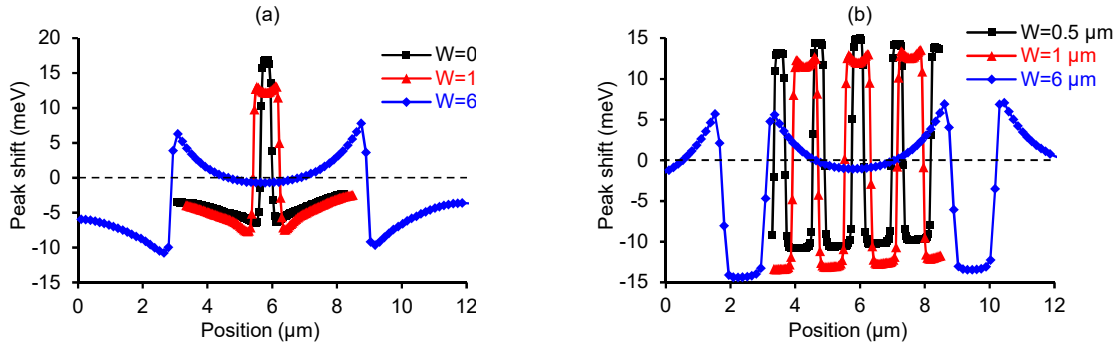 (a)
20
15
10
5
0
-5
-10
-15
Peak shift (meV)
0 2 4 6 8 10 12
Position (µm)
W=0
W=1
W=6
(b)
15
10
5
0
-5
-10
-15
Peak shift (meV)
0 2 4 6 8 10 12
Position (µm)
W=0.5 µm
W=1 µm
W=6 µm